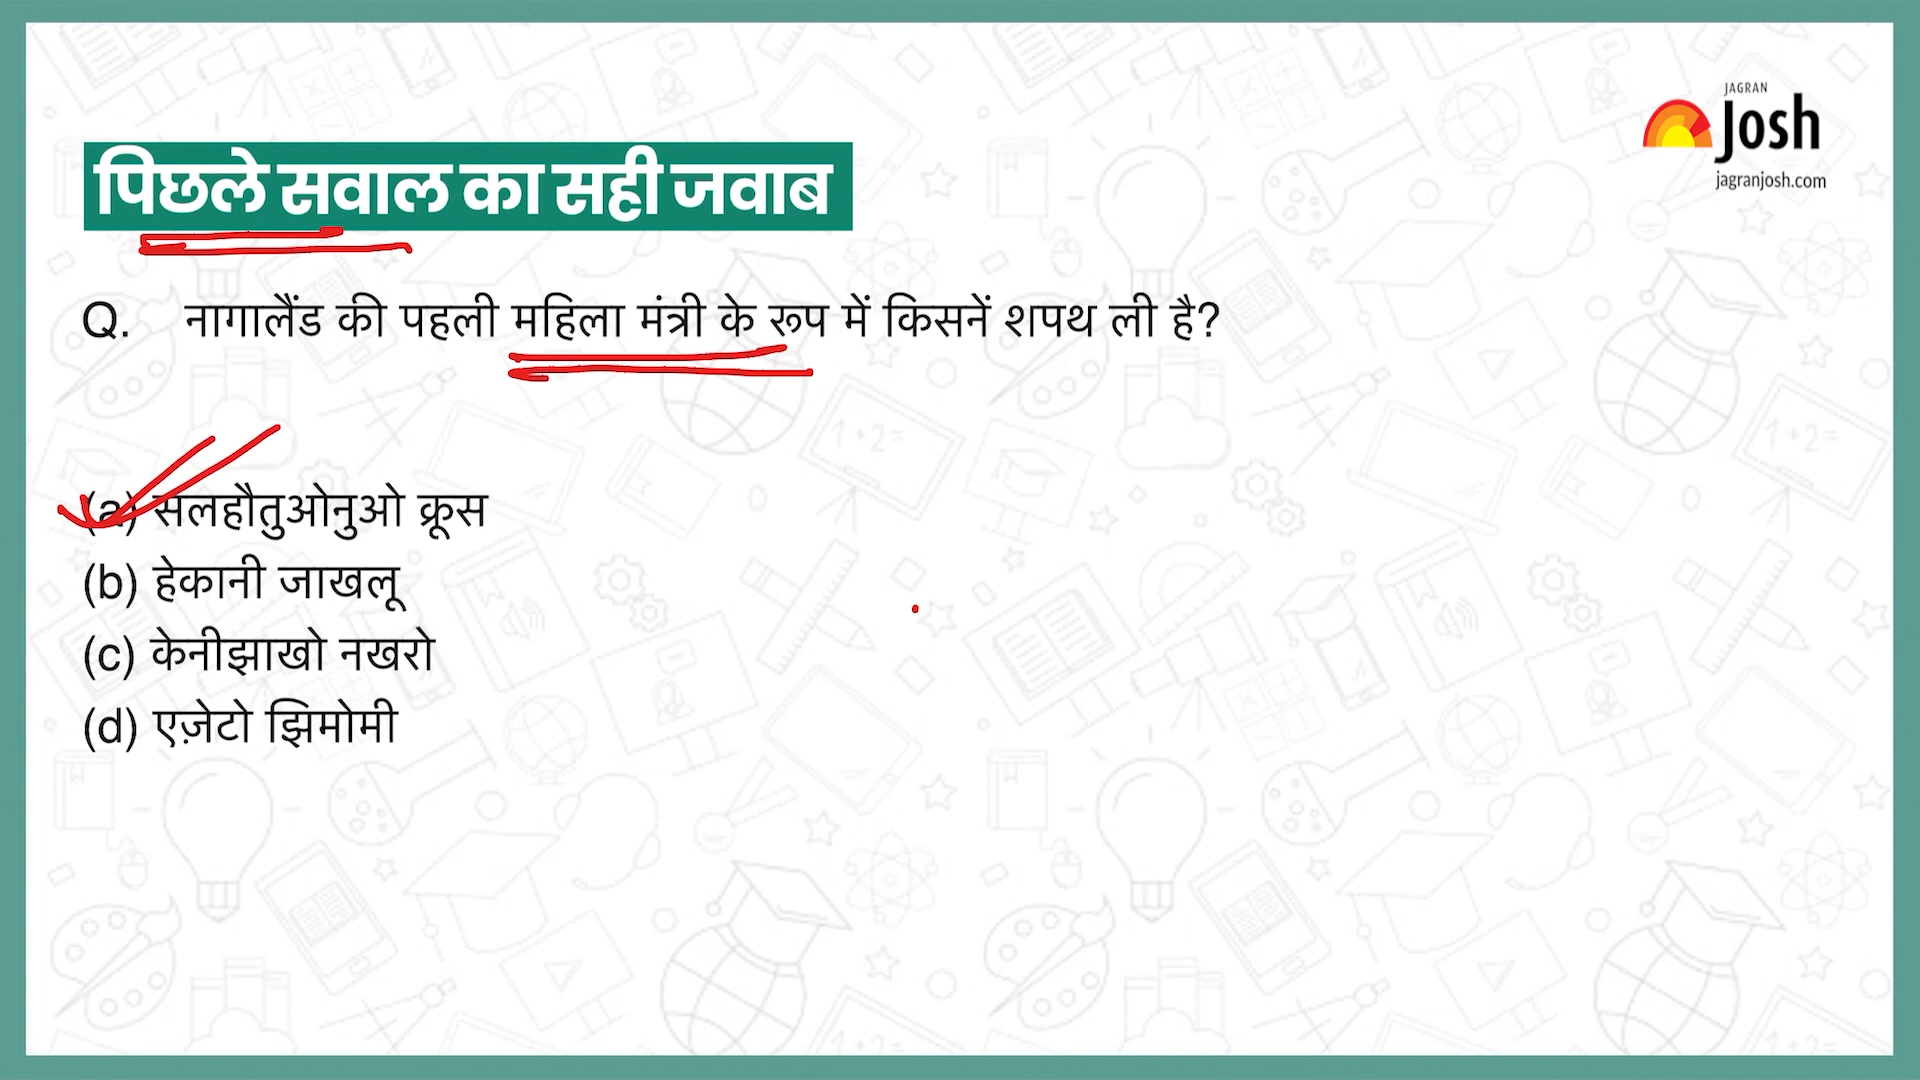 JAGRAN
Josh
jagranjosh.com
पिछले सवाल का सही जवाब
Q. नागालैंड की पहली महिला मंत्री के रूप में किसनें शपथ ली है?
(a) सलहौतुओनुओ क्रूस
(b) हेकानी जाखलू
(c) केनीझाखो नखरो
(d) एज़ेटो झिमोमी